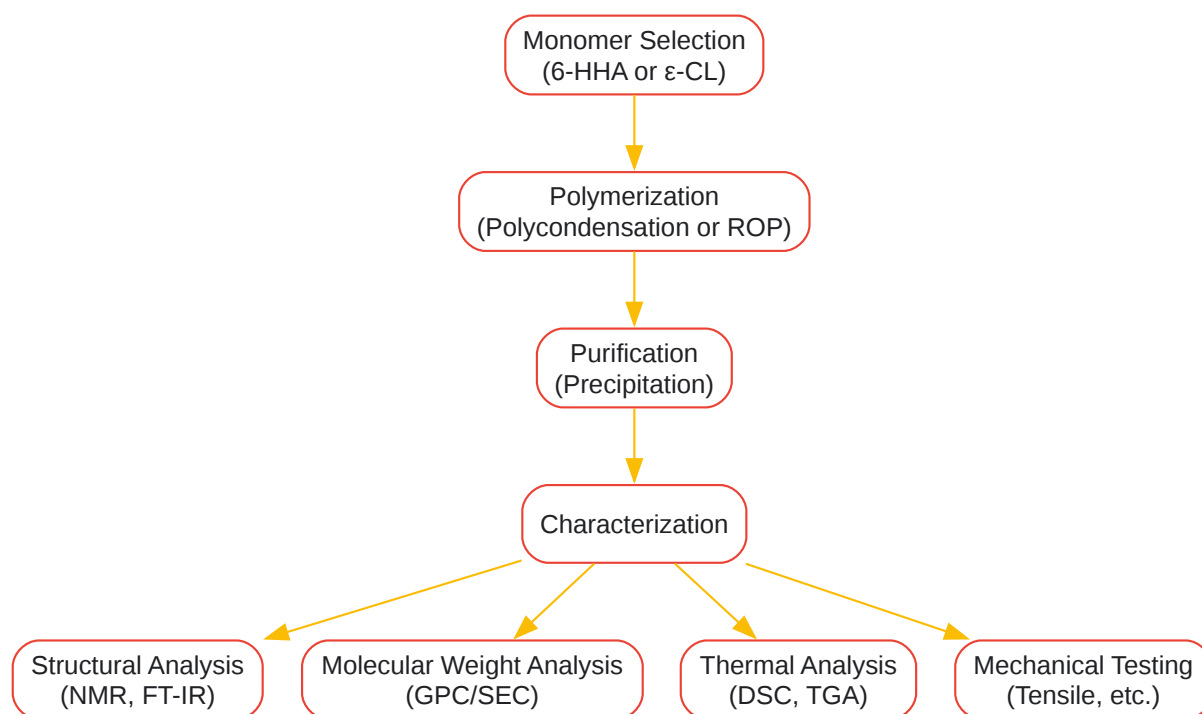 Monomer Selection
(6-HHA or ε-CL)
Polymerization
(Polycondensation or ROP)
Purification
(Precipitation)
Characterization
Structural Analysis
(NMR, FT-IR)
Molecular Weight Analysis
(GPC/SEC)
Thermal Analysis
(DSC, TGA)
Mechanical Testing
(Tensile, etc.)